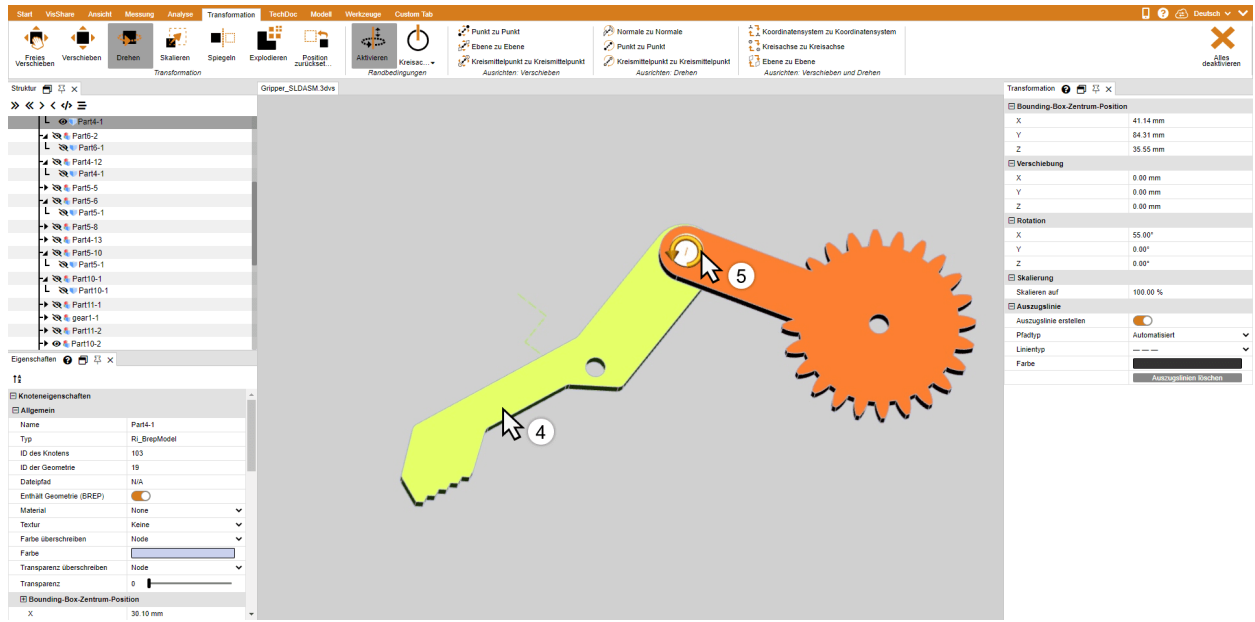 Start VisShare Ansicht Messung Analyse Transformation TechDoc Modell Werkzeuge Custom Tab Deutsch
Freies Verschieben
Verschieben
Drehen
Skalieren
Spiegeln
Explodieren
Position zurückset...
Transformation
Aktivieren
Kreisac...
Randbedingungen
Punkt zu Punkt
Ebene zu Ebene
Kreismittelpunkt zu Kreismittelpunkt
Ausrichten: Verschieben
Normale zu Normale
Punkt zu Punkt
Kreismittelpunkt zu Kreismittelpunkt
Ausrichten: Drehen
Koordinatensystem zu Koordinatensystem
Kreisachse zu Kreisachse
Ebene zu Ebene
Ausrichten: Verschieben und Drehen
Alles deaktivieren
Struktur
Part4-1
Part6-2
Part6-1
Part4-12
Part4-1
Part5-5
Part5-6
Part5-1
Part5-8
Part4-13
Part5-10
Part5-1
Part10-1
Part10-1
Part11-1
gear1-1
Part11-2
Part10-2
Eigenschaften
Knoteneigenschaften
Allgemein
Name Part4-1
Typ Ri_BrepModel
ID des Knotens 103
ID der Geometrie 19
Dateipfad N/A
Enthält Geometrie (BREP)
Material None
Textur Keine
Farbe überschreiben Node
Farbe
Transparenz überschreiben Node
Transparenz 0
Bounding-Box-Zentrum-Position
X 30.10 mm
Gripper_SLDASM.3dvs
4
5
Transformation
Bounding-Box-Zentrum-Position
X 41.14 mm
Y 84.31 mm
Z 35.55 mm
Verschiebung
X 0.00 mm
Y 0.00 mm
Z 0.00 mm
Rotation
X 55.00°
Y 0.00°
Z 0.00°
Skalierung
Skalieren auf 100.00 %
Auszugslinie
Auszugslinie erstellen
Pfadtyp Automatisiert
Linientyp
Farbe
Auszugslinien löschen